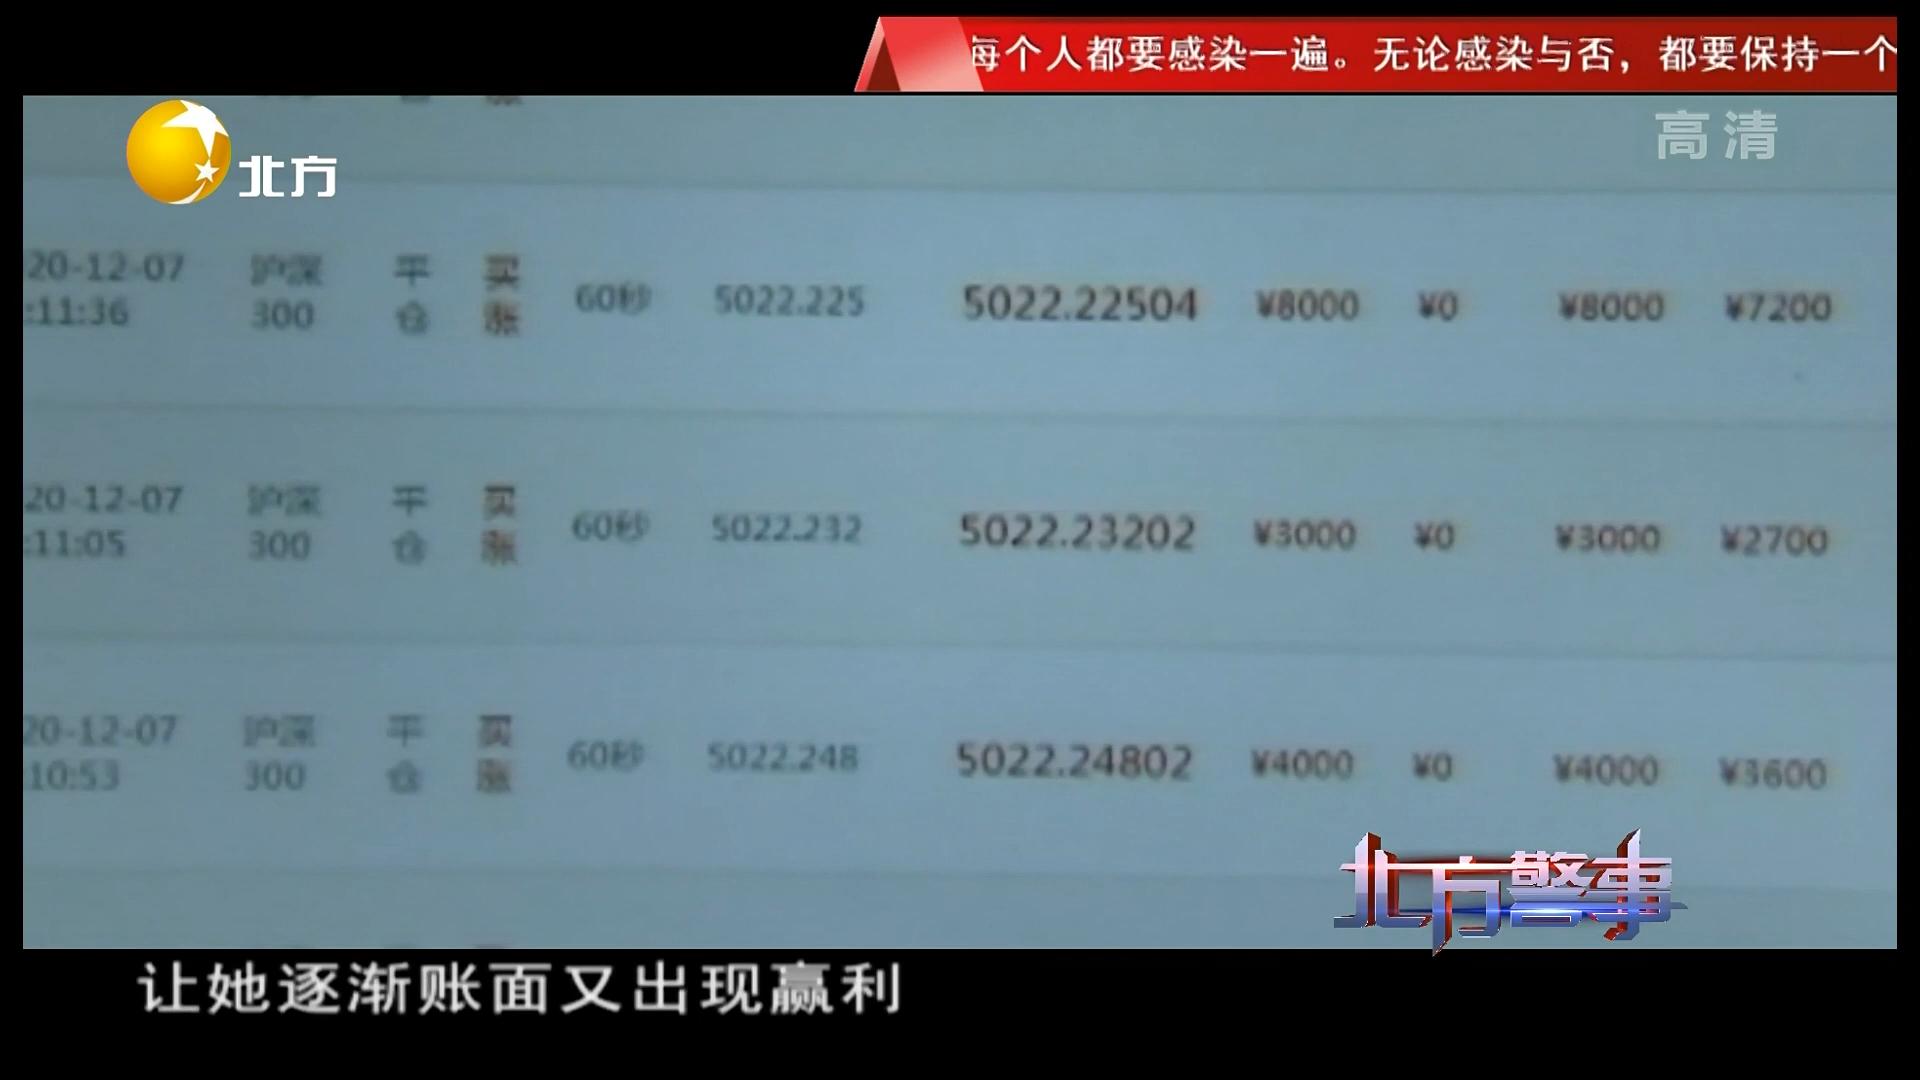 每个人都要感染一遍。无论感染与否，都要保持一个
高清
北方
20-12-07 沪深 平 买
:11:36 300 仓 涨 60秒 5022.225 5022.22504 ¥8000 ¥0 ¥8000 ¥7200
20-12-07 沪深 平 买
:11:05 300 仓 涨 60秒 5022.232 5022.23202 ¥3000 ¥0 ¥3000 ¥2700
20-12-07 沪深 平 买
:10:53 300 仓 涨 60秒 5022.248 5022.24802 ¥4000 ¥0 ¥4000 ¥3600
北方警事
让她逐渐账面又出现赢利